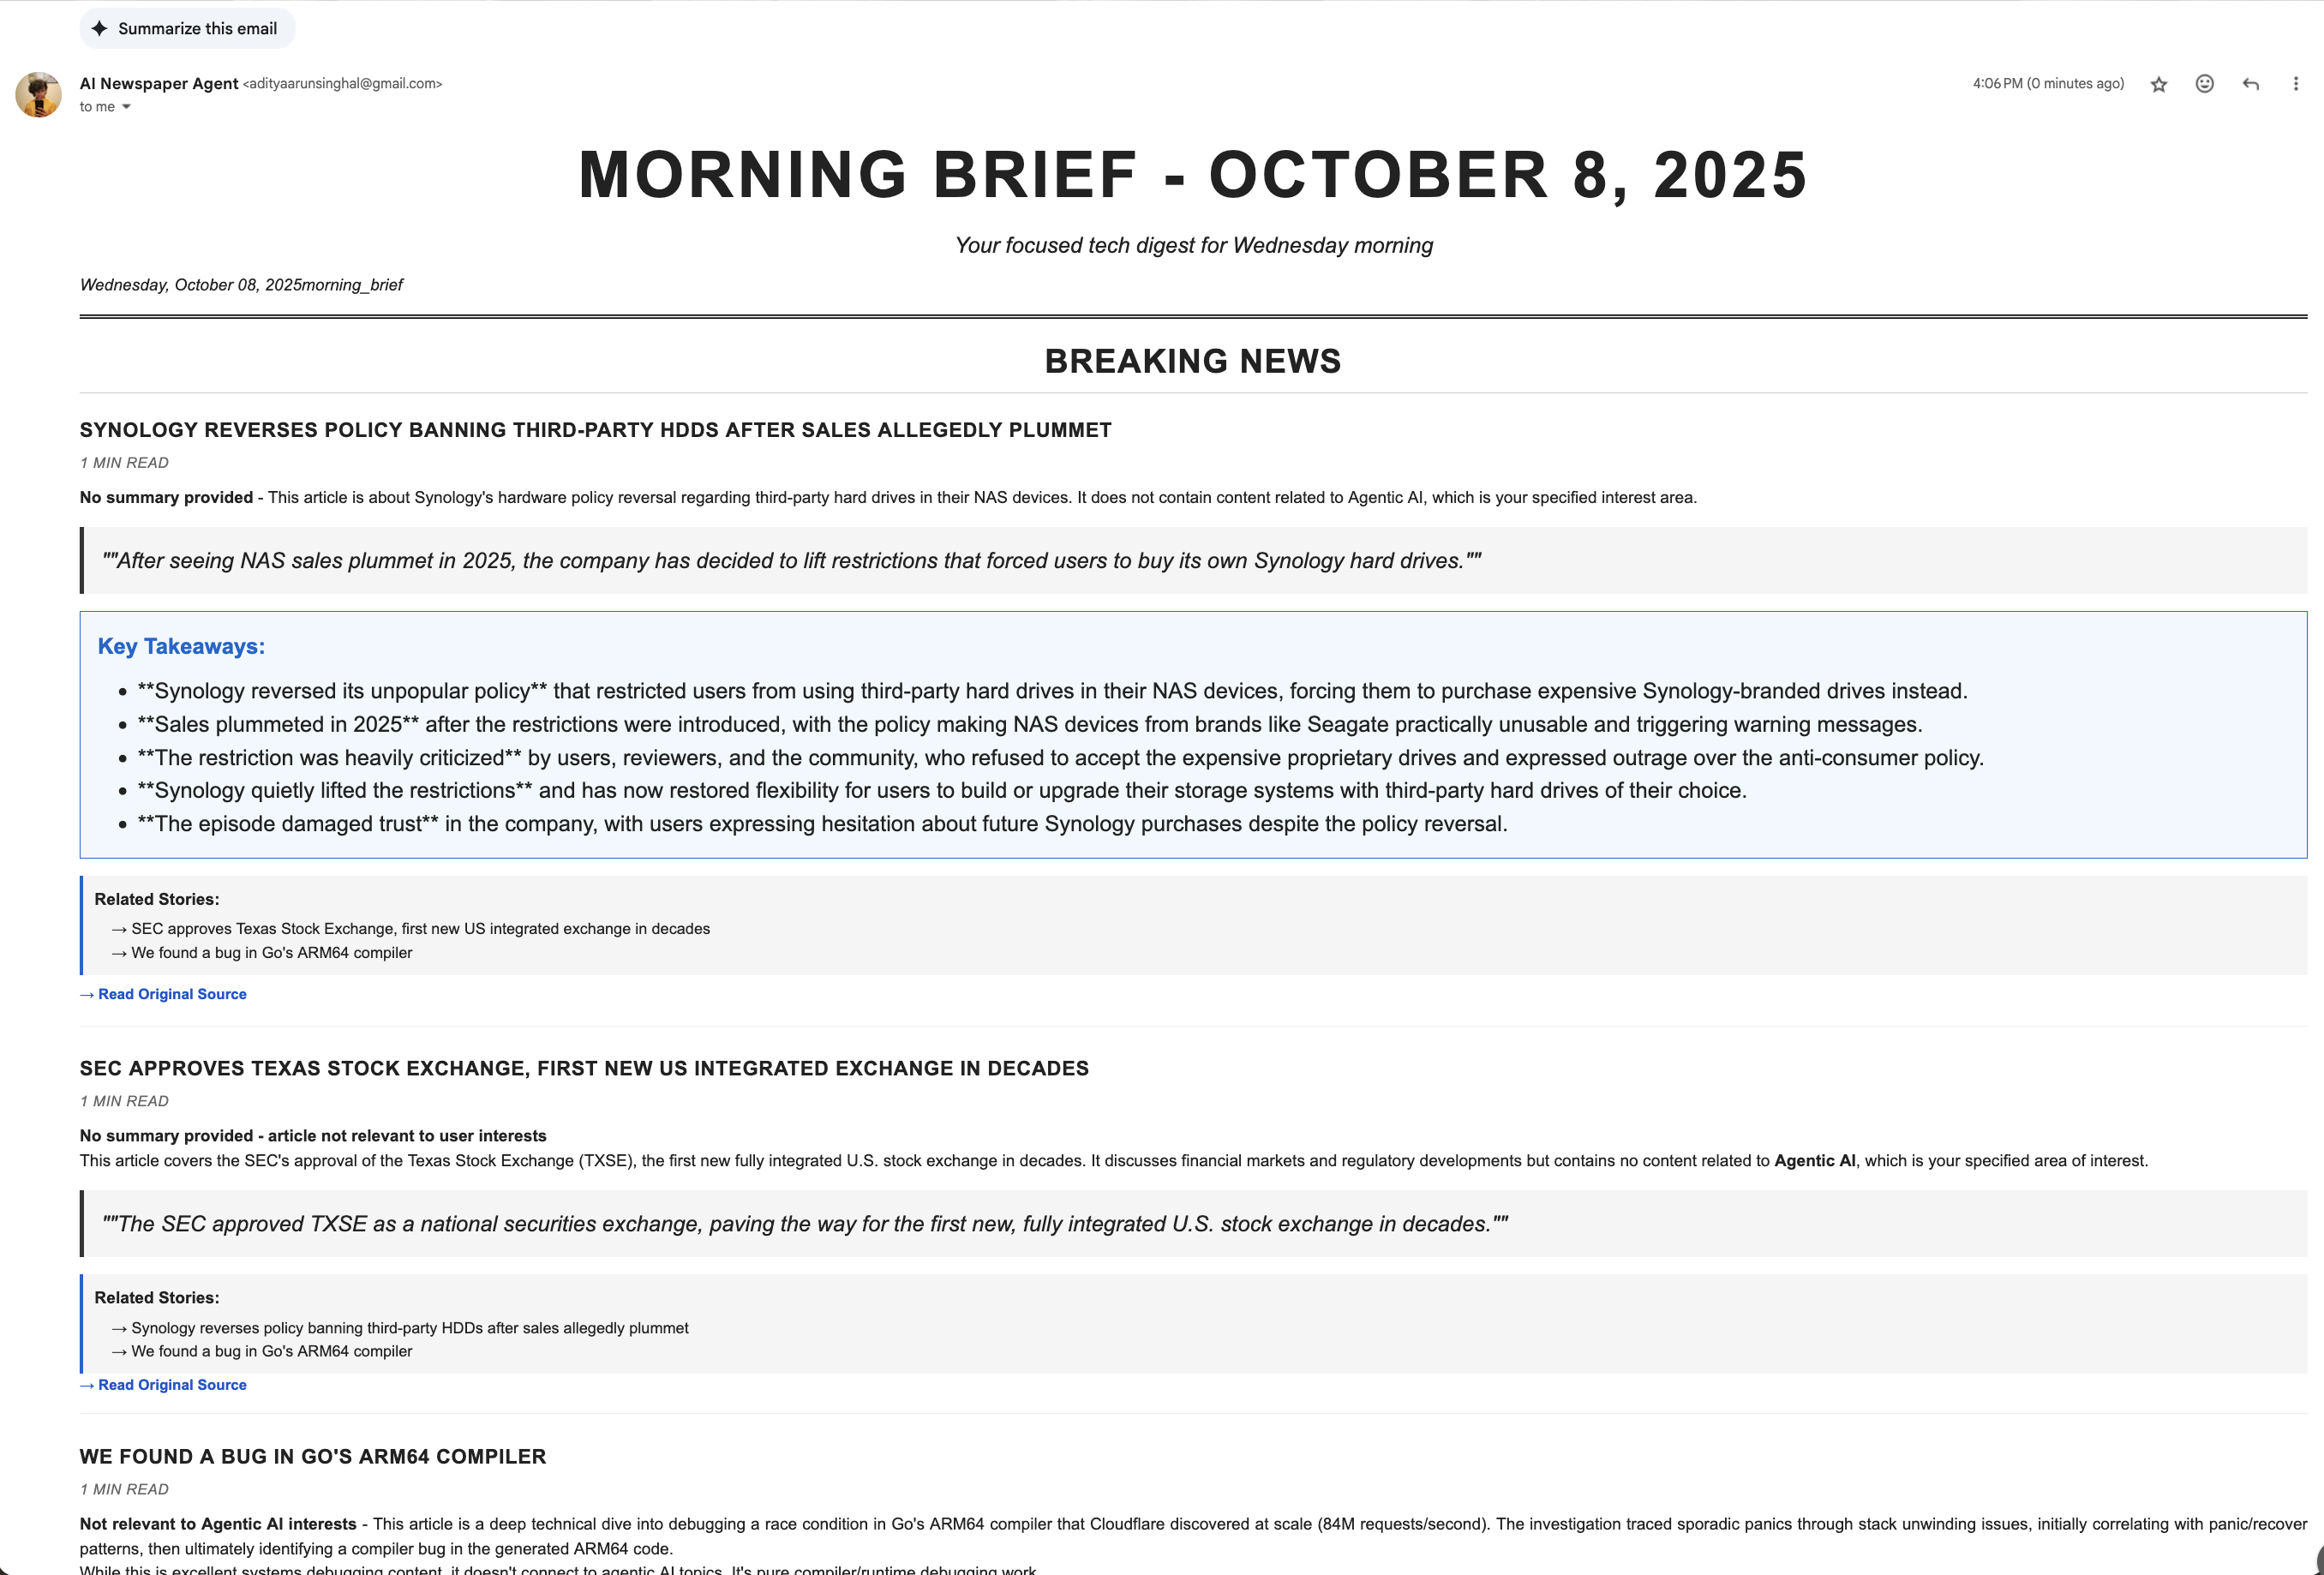 Summarize this email
AI Newspaper Agent <adityaarunsinghal@gmail.com>
4:06 PM (0 minutes ago)
to me
MORNING BRIEF - OCTOBER 8, 2025
Your focused tech digest for Wednesday morning
Wednesday, October 08, 2025morning_brief
BREAKING NEWS
SYNOLOGY REVERSES POLICY BANNING THIRD-PARTY HDDS AFTER SALES ALLEGEDLY PLUMMET
1 MIN READ
No summary provided - This article is about Synology's hardware policy reversal regarding third-party hard drives in their NAS devices. It does not contain content related to Agentic AI, which is your specified interest area.
""After seeing NAS sales plummet in 2025, the company has decided to lift restrictions that forced users to buy its own Synology hard drives.""
Key Takeaways:
• **Synology reversed its unpopular policy** that restricted users from using third-party hard drives in their NAS devices, forcing them to purchase expensive Synology-branded drives instead.
• **Sales plummeted in 2025** after the restrictions were introduced, with the policy making NAS devices from brands like Seagate practically unusable and triggering warning messages.
• **The restriction was heavily criticized** by users, reviewers, and the community, who refused to accept the expensive proprietary drives and expressed outrage over the anti-consumer policy.
• **Synology quietly lifted the restrictions** and has now restored flexibility for users to build or upgrade their storage systems with third-party hard drives of their choice.
• **The episode damaged trust** in the company, with users expressing hesitation about future Synology purchases despite the policy reversal.
Related Stories:
→ SEC approves Texas Stock Exchange, first new US integrated exchange in decades
→ We found a bug in Go's ARM64 compiler
→ Read Original Source
SEC APPROVES TEXAS STOCK EXCHANGE, FIRST NEW US INTEGRATED EXCHANGE IN DECADES
1 MIN READ
No summary provided - article not relevant to user interests
This article covers the SEC's approval of the Texas Stock Exchange (TXSE), the first new fully integrated U.S. stock exchange in decades. It discusses financial markets and regulatory developments but contains no content related to Agentic AI, which is your specified area of interest.
""The SEC approved TXSE as a national securities exchange, paving the way for the first new, fully integrated U.S. stock exchange in decades.""
Related Stories:
→ Synology reverses policy banning third-party HDDs after sales allegedly plummet
→ We found a bug in Go's ARM64 compiler
→ Read Original Source
WE FOUND A BUG IN GO'S ARM64 COMPILER
1 MIN READ
Not relevant to Agentic AI interests - This article is a deep technical dive into debugging a race condition in Go's ARM64 compiler that Cloudflare discovered at scale (84M requests/second). The investigation traced sporadic panics through stack unwinding issues, initially correlating with panic/recover
patterns, then ultimately identifying a compiler bug in the generated ARM64 code.
While this is excellent systems debugging content, it doesn't connect to agentic AI topics. It's pure compiler/runtime debugging work.